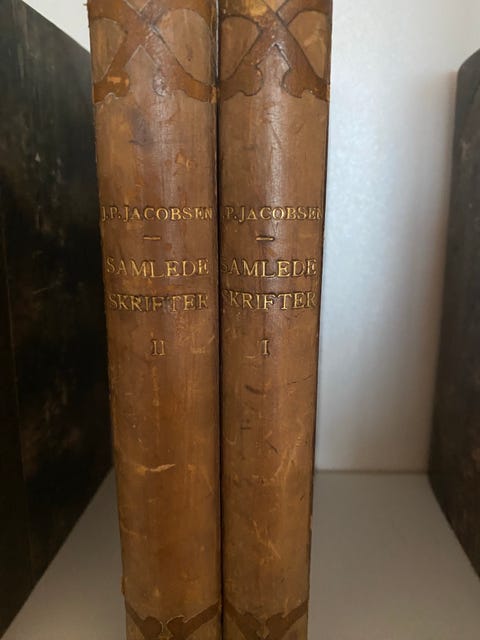 J.P. JACOBSEN
SAMLEDE
SKRIFTER
II
P. JACOBSEN
SAMLEDE
SKRIFTER
I